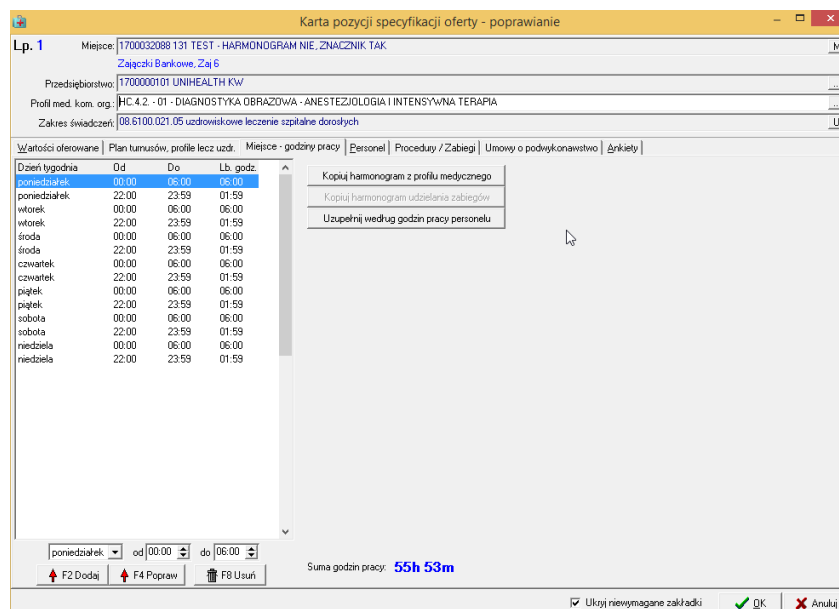 Karta pozycji specyfikacji oferty - poprawianie
Lp. 1 Miejsce: 1700032088 131 TEST - HARMONOGRAM NIE, ZNACZNIK TAK
Zajączki Bankowe, Zaj 6
Przedsiębiorstwo: 1700000101 UNIHEALTH KW ...
Profil med. kom. org.: HC.4.2. - 01 - DIAGNOSTYKA OBRAZOWA - ANESTEZJOLOGIA I INTENSYWNA TERAPIA ...
Zakres świadczeń: 08.6100.021.05 uzdrowiskowe leczenie szpitalne dorosłych
Wartości oferowane Plan turnusów, profile lecz uzdr. Miejsce - godziny pracy Personel Procedury / Zabiegi Umowy o podwykonawstwo Ankiety
Dzień tygodnia Od Do Lb. godz.
poniedziałek 00:00 06:00 06:00
poniedziałek 22:00 23:59 01:59
wtorek 00:00 06:00 06:00
wtorek 22:00 23:59 01:59
środa 00:00 06:00 06:00
środa 22:00 23:59 01:59
czwartek 00:00 06:00 06:00
czwartek 22:00 23:59 01:59
piątek 00:00 06:00 06:00
piątek 22:00 23:59 01:59
sobota 00:00 06:00 06:00
sobota 22:00 23:59 01:59
niedziela 00:00 06:00 06:00
niedziela 22:00 23:59 01:59
Kopiuj harmonogram z profilu medycznego
Kopiuj harmonogram udzielania zabiegów
Uzupełnij według godzin pracy personelu
poniedziałek od 00:00 do 06:00
F2 Dodaj F4 Popraw F8 Usuń
Suma godzin pracy: 55h 53m
Ukryj niewymagane zakładki OK Anuluj